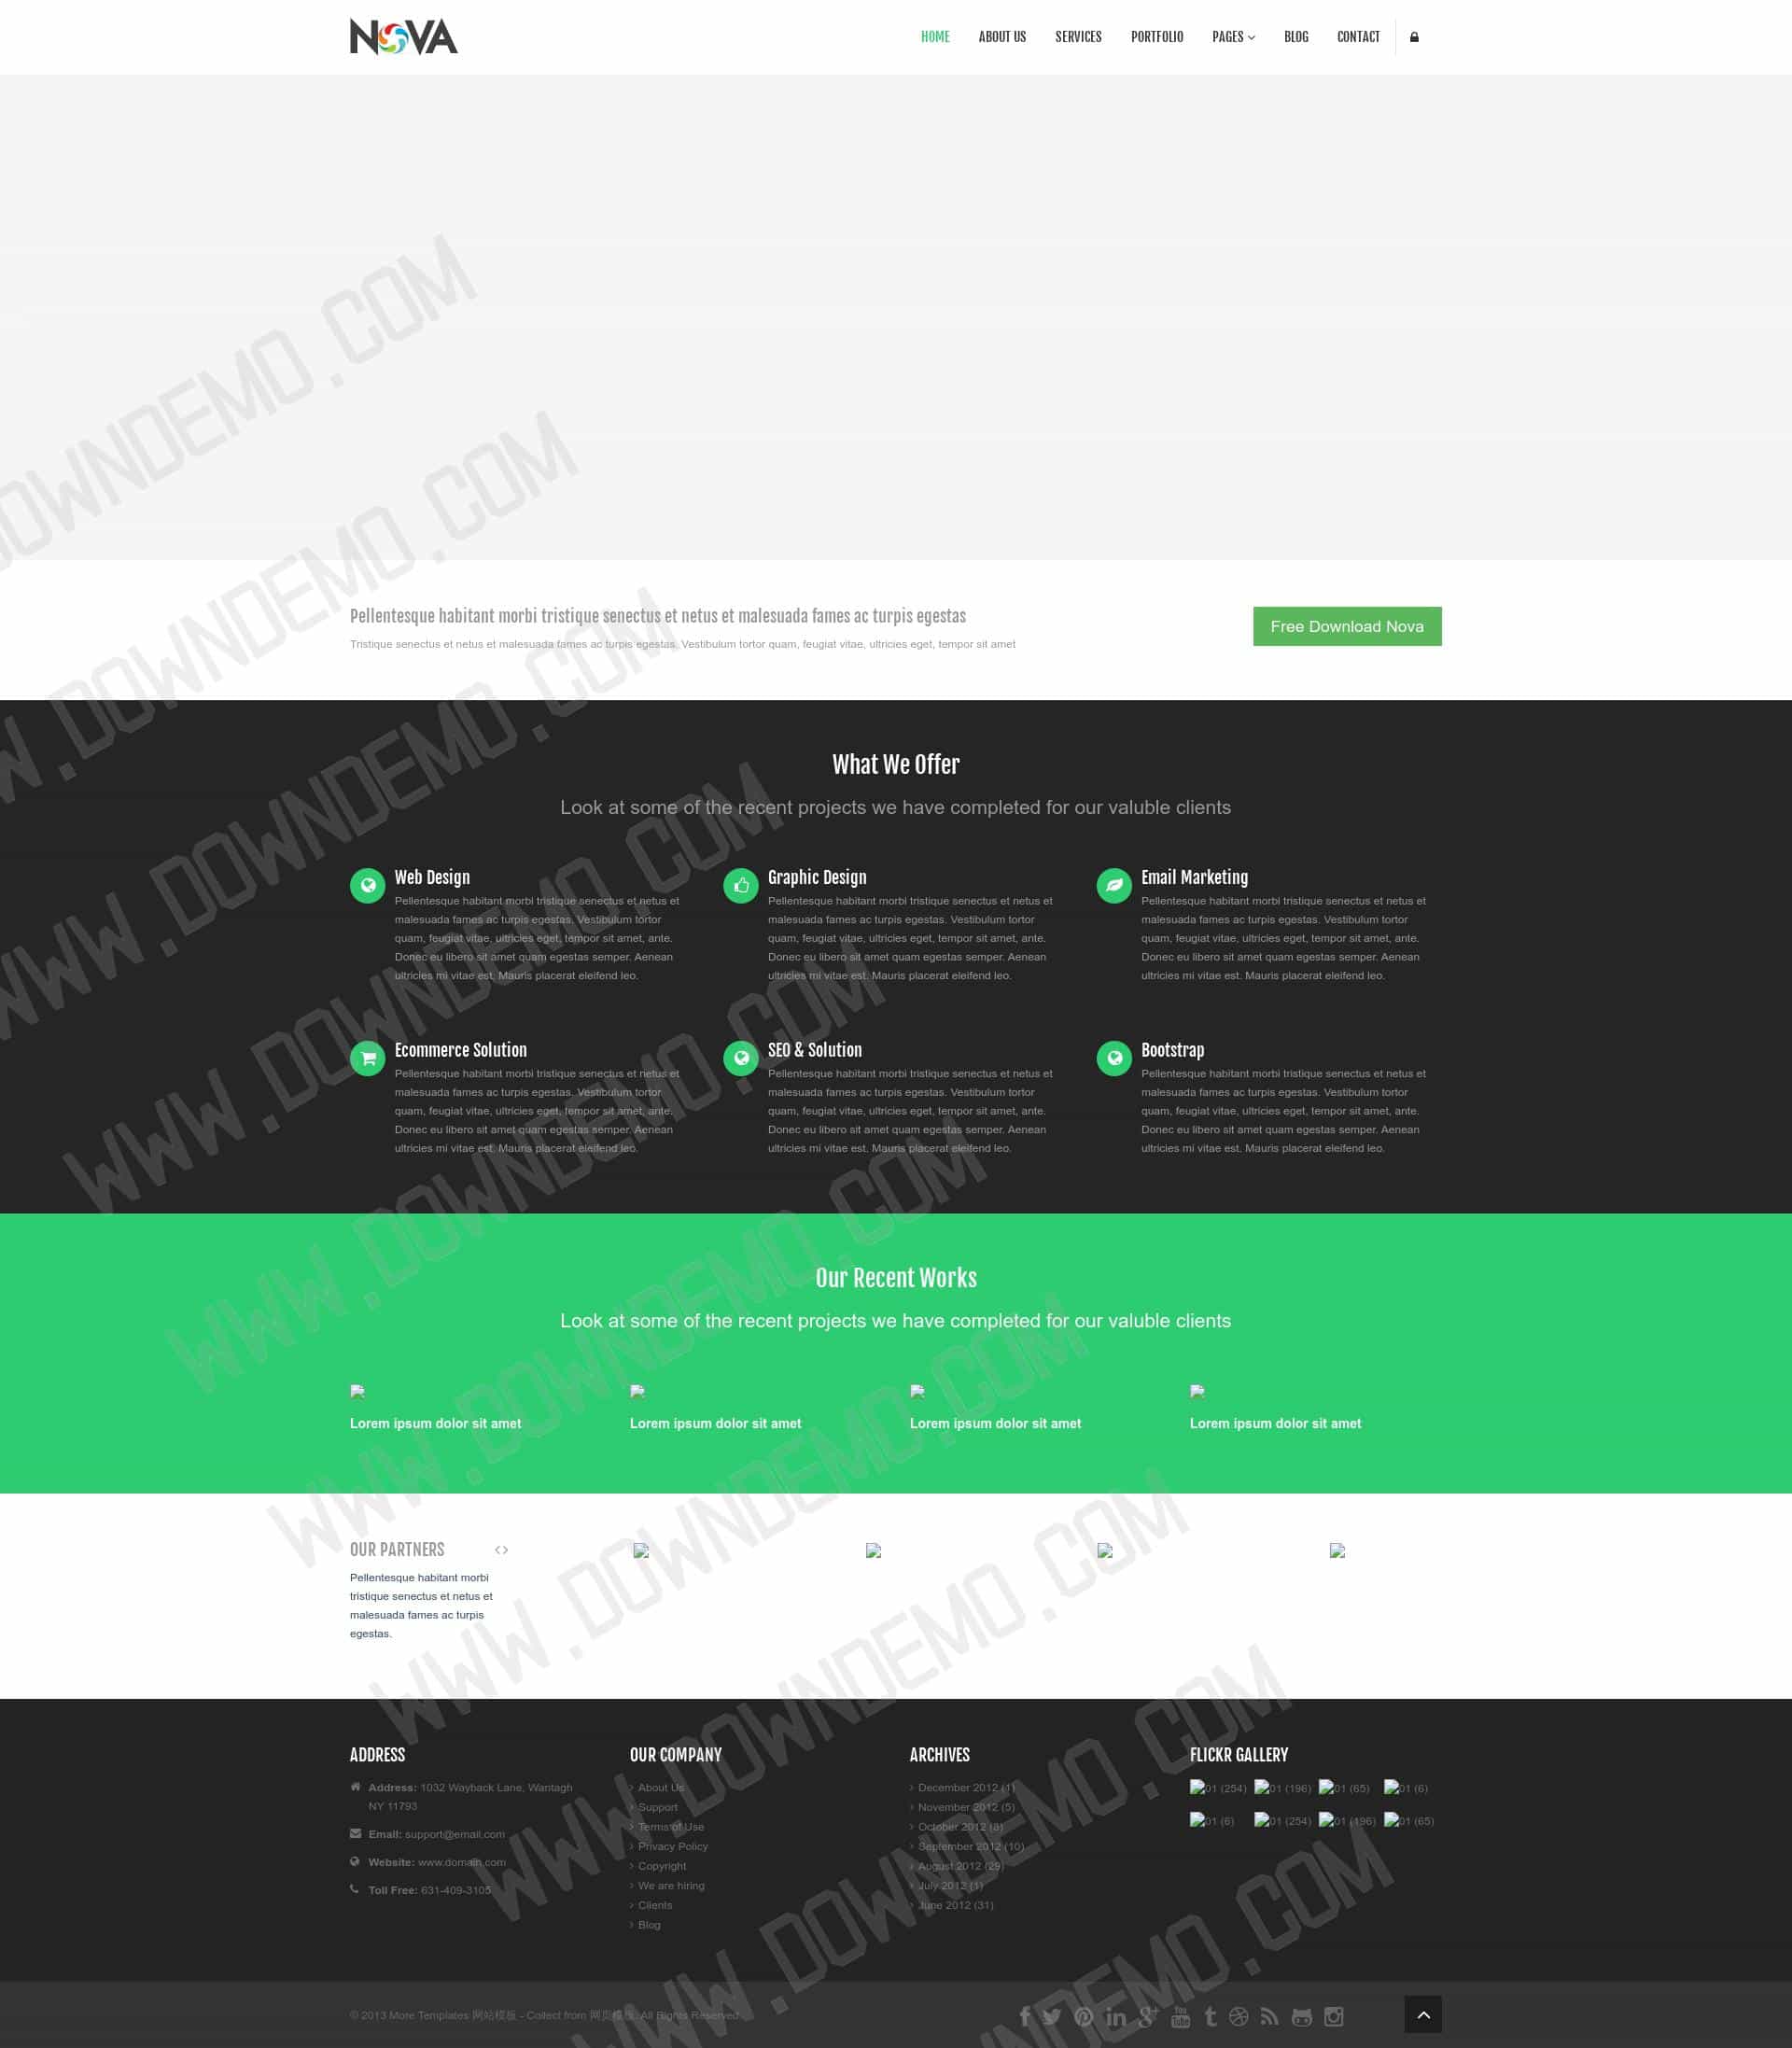 NOVA
HOME ABOUT US SERVICES PORTFOLIO PAGES BLOG CONTACT
Pellentesque habitant morbi tristique senectus et netus et malesuada fames ac turpis egestas
Tristique senectus et netus et malesuada fames ac turpis egestas. Vestibulum tortor quam, feugiat vitae, ultricies eget, tempor sit amet
Free Download Nova
What We Offer
Look at some of the recent projects we have completed for our valuble clients
Web Design
Pellentesque habitant morbi tristique senectus et netus et
malesuada fames ac turpis egestas. Vestibulum tortor
quam, feugiat vitae, ultricies eget, tempor sit amet, ante.
Donec eu libero sit amet quam egestas semper. Aenean
ultricies mi vitae est. Mauris placerat eleifend leo.
Graphic Design
Pellentesque habitant morbi tristique senectus et netus et
malesuada fames ac turpis egestas. Vestibulum tortor
quam, feugiat vitae, ultricies eget, tempor sit amet, ante.
Donec eu libero sit amet quam egestas semper. Aenean
ultricies mi vitae est. Mauris placerat eleifend leo.
Email Marketing
Pellentesque habitant morbi tristique senectus et netus et
malesuada fames ac turpis egestas. Vestibulum tortor
quam, feugiat vitae, ultricies eget, tempor sit amet, ante.
Donec eu libero sit amet quam egestas semper. Aenean
ultricies mi vitae est. Mauris placerat eleifend leo.
Ecommerce Solution
Pellentesque habitant morbi tristique senectus et netus et
malesuada fames ac turpis egestas. Vestibulum tortor
quam, feugiat vitae, ultricies eget, tempor sit amet, ante.
Donec eu libero sit amet quam egestas semper. Aenean
ultricies mi vitae est. Mauris placerat eleifend leo.
SEO & Solution
Pellentesque habitant morbi tristique senectus et netus et
malesuada fames ac turpis egestas. Vestibulum tortor
quam, feugiat vitae, ultricies eget, tempor sit amet, ante.
Donec eu libero sit amet quam egestas semper. Aenean
ultricies mi vitae est. Mauris placerat eleifend leo.
Bootstrap
Pellentesque habitant morbi tristique senectus et netus et
malesuada fames ac turpis egestas. Vestibulum tortor
quam, feugiat vitae, ultricies eget, tempor sit amet, ante.
Donec eu libero sit amet quam egestas semper. Aenean
ultricies mi vitae est. Mauris placerat eleifend leo.
Our Recent Works
Look at some of the recent projects we have completed for our valuble clients
Lorem ipsum dolor sit amet
Lorem ipsum dolor sit amet
Lorem ipsum dolor sit amet
Lorem ipsum dolor sit amet
OUR PARTNERS
Pellentesque habitant morbi
tristique senectus et netus et
malesuada fames ac turpis
egestas.
ADDRESS
Address: 1032 Wayback Lane, Wantagh
NY 11793
Email: support@email.com
Website: www.domain.com
Toll Free: 631-409-3105
OUR COMPANY
About Us
Support
Terms of Use
Privacy Policy
Copyright
We are hiring
Clients
Blog
ARCHIVES
December 2012 (1)
November 2012 (5)
October 2012 (8)
September 2012 (10)
August 2012 (29)
July 2012 (1)
June 2012 (31)
FLICKR GALLERY
01 (254) 01 (196) 01 (65) 01 (6)
01 (6) 01 (254) 01 (196) 01 (65)
© 2013 More Templates 网站模板 - Collect from 网页模板. All Rights Reserved.
WWW.DOWNDEMO.COM
WWW.DOWNDEMO.COM
WWW.DOWNDEMO.COM
WWW.DOWNDEMO.COM
WWW.DOWNDEMO.COM
WWW.DOWNDEMO.COM
WWW.DOWNDEMO.COM
WWW.DOWNDEMO.COM
WWW.DOWNDEMO.COM